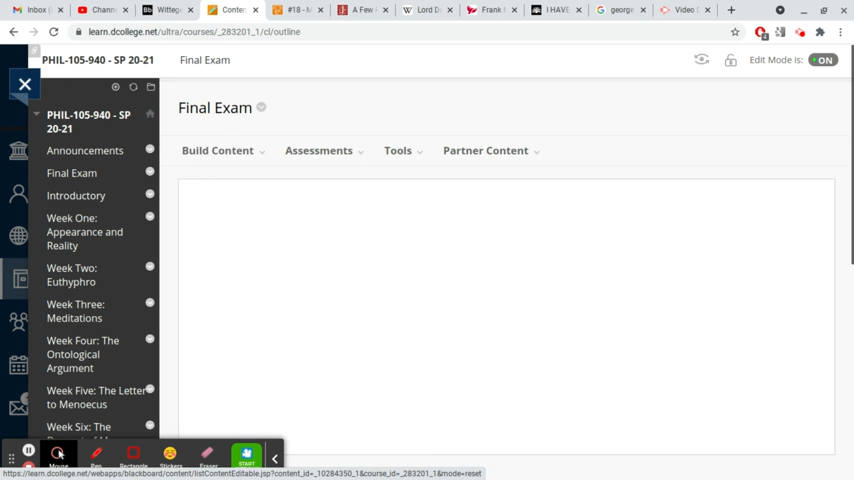 Inbox (
Chann
Bb Witteg
Conten
#18 - M
A Few
W Lord D
Frank
I HAVE
G george
Video D
learn.dcollege.net/ultra/courses/_283201_1/cl/outline
PHIL-105-940 - SP 20-21
Final Exam
Edit Mode is:
ON
PHIL-105-940 - SP
20-21
Announcements
Final Exam
Introductory
Week One:
Appearance and
Reality
Week Two:
Euthyphro
Week Three:
Meditations
Week Four: The
Ontological
Argument
Week Five: The Letter
to Menoecus
Week Six: The
Final Exam
Build Content
Assessments
Tools
Partner Content
Mouse
Pen
Rectangle
Stickers
Eraser
START
https://learn.dcollege.net/webapps/blackboard/content/listContentEditable.jsp?content_id=_10284350_1&course_id=_283201_1&mode=reset